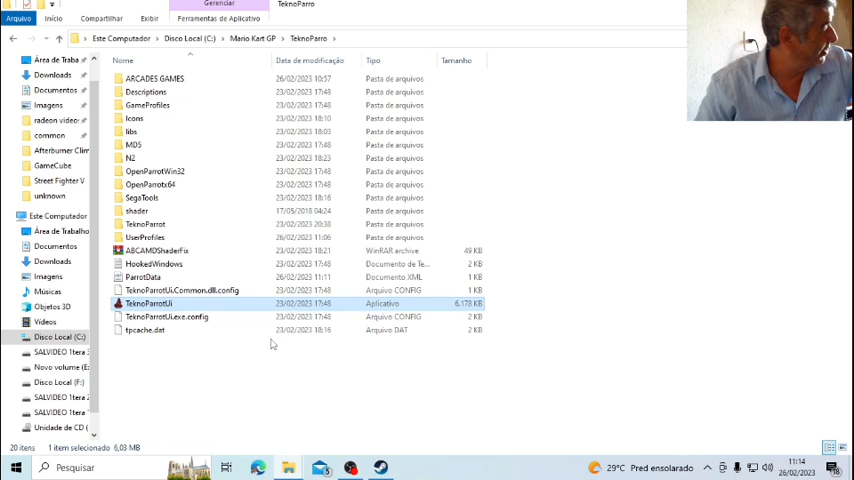 Gerenciar
TeknoParro
Arquivo Início Compartilhar Exibir Ferramentas de Aplicativo
Este Computador Disco Local (C:) Mario Kart GP TeknoParro
Nome Data de modificação Tipo Tamanho
Área de Traba
Downloads
Documentos
Imagens
radeon videos
common
Afterburner Clim
GameCube
Street Fighter V
unknown
Este Computador
Área de Trabalho
Documentos
Downloads
Imagens
Músicas
Objetos 3D
Vídeos
Disco Local (C:)
SALVIDEO 1tera 3
Novo volume (E:
Disco Local (F:)
SALVIDEO 1tera 2
SALVIDEO 1tera 1
Unidade de CD (
ARCADES GAMES 26/02/2023 10:57 Pasta de arquivos
Descriptions 23/02/2023 17:48 Pasta de arquivos
GameProfiles 23/02/2023 17:48 Pasta de arquivos
Icons 23/02/2023 18:10 Pasta de arquivos
libs 23/02/2023 18:03 Pasta de arquivos
MD5 23/02/2023 17:48 Pasta de arquivos
N2 23/02/2023 18:23 Pasta de arquivos
OpenParrotWin32 23/02/2023 17:48 Pasta de arquivos
OpenParrotx64 23/02/2023 17:48 Pasta de arquivos
SegaTools 23/02/2023 18:16 Pasta de arquivos
shader 17/05/2018 04:24 Pasta de arquivos
TeknoParrot 23/02/2023 20:38 Pasta de arquivos
UserProfiles 26/02/2023 11:06 Pasta de arquivos
ABCAMDShaderFix 23/02/2023 18:21 WinRAR archive 49 KB
HookedWindows 23/02/2023 17:48 Documento de Te... 2 KB
ParrotData 26/02/2023 11:11 Documento XML 1 KB
TeknoParrotUi.Common.dll.config 23/02/2023 17:48 Arquivo CONFIG 1 KB
TeknoParrotUi 23/02/2023 17:48 Aplicativo 6.178 KB
TeknoParrotUi.exe.config 23/02/2023 17:48 Arquivo CONFIG 2 KB
tpcache.dat 23/02/2023 18:16 Arquivo DAT 2 KB
20 itens 1 item selecionado 6,03 MB
Pesquisar 5 29°C Pred ensolarado 11:14
26/02/2023 18